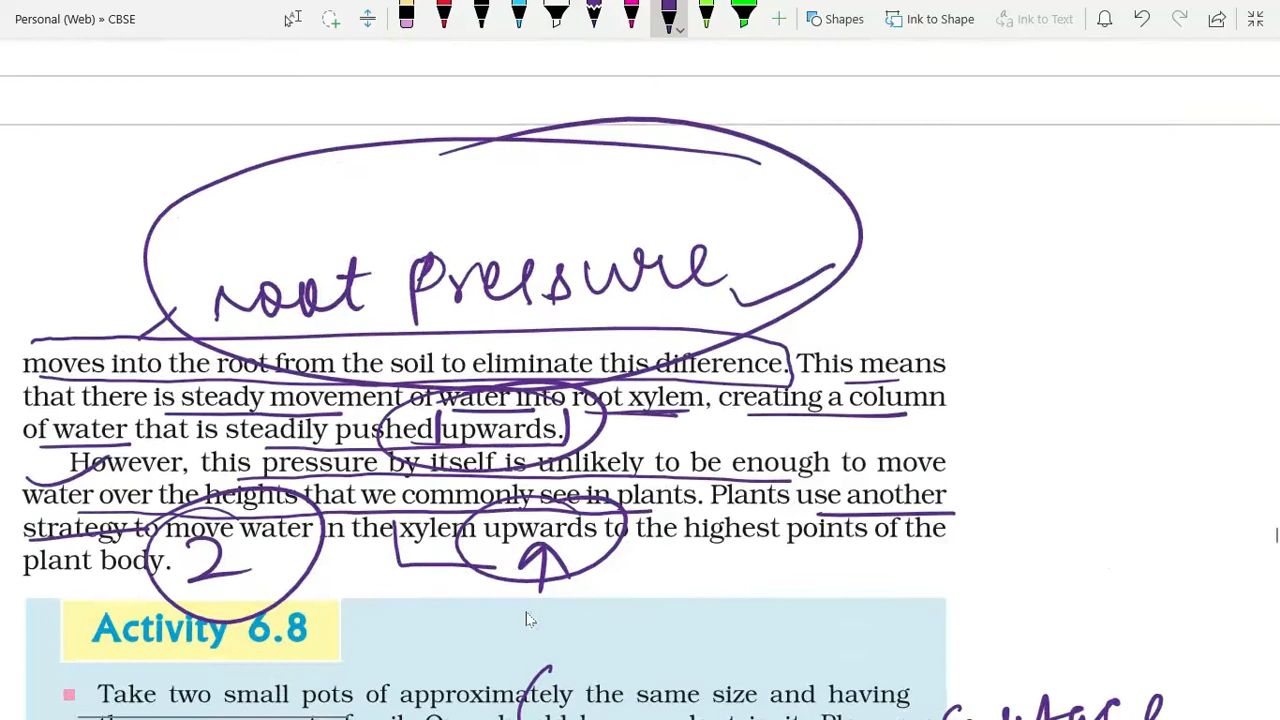 Personal (Web) » CBSE
Shapes
Ink to Shape
Ink to Text
root pressure
moves into the root from the soil to eliminate this difference. This means
that there is steady movement of water into root xylem, creating a column
of water that is steadily pushed upwards.
However, this pressure by itself is unlikely to be enough to move
water over the heights that we commonly see in plants. Plants use another
strategy to move water in the xylem upwards to the highest points of the
plant body.
2
Activity 6.8
Take two small pots of approximately the same size and having